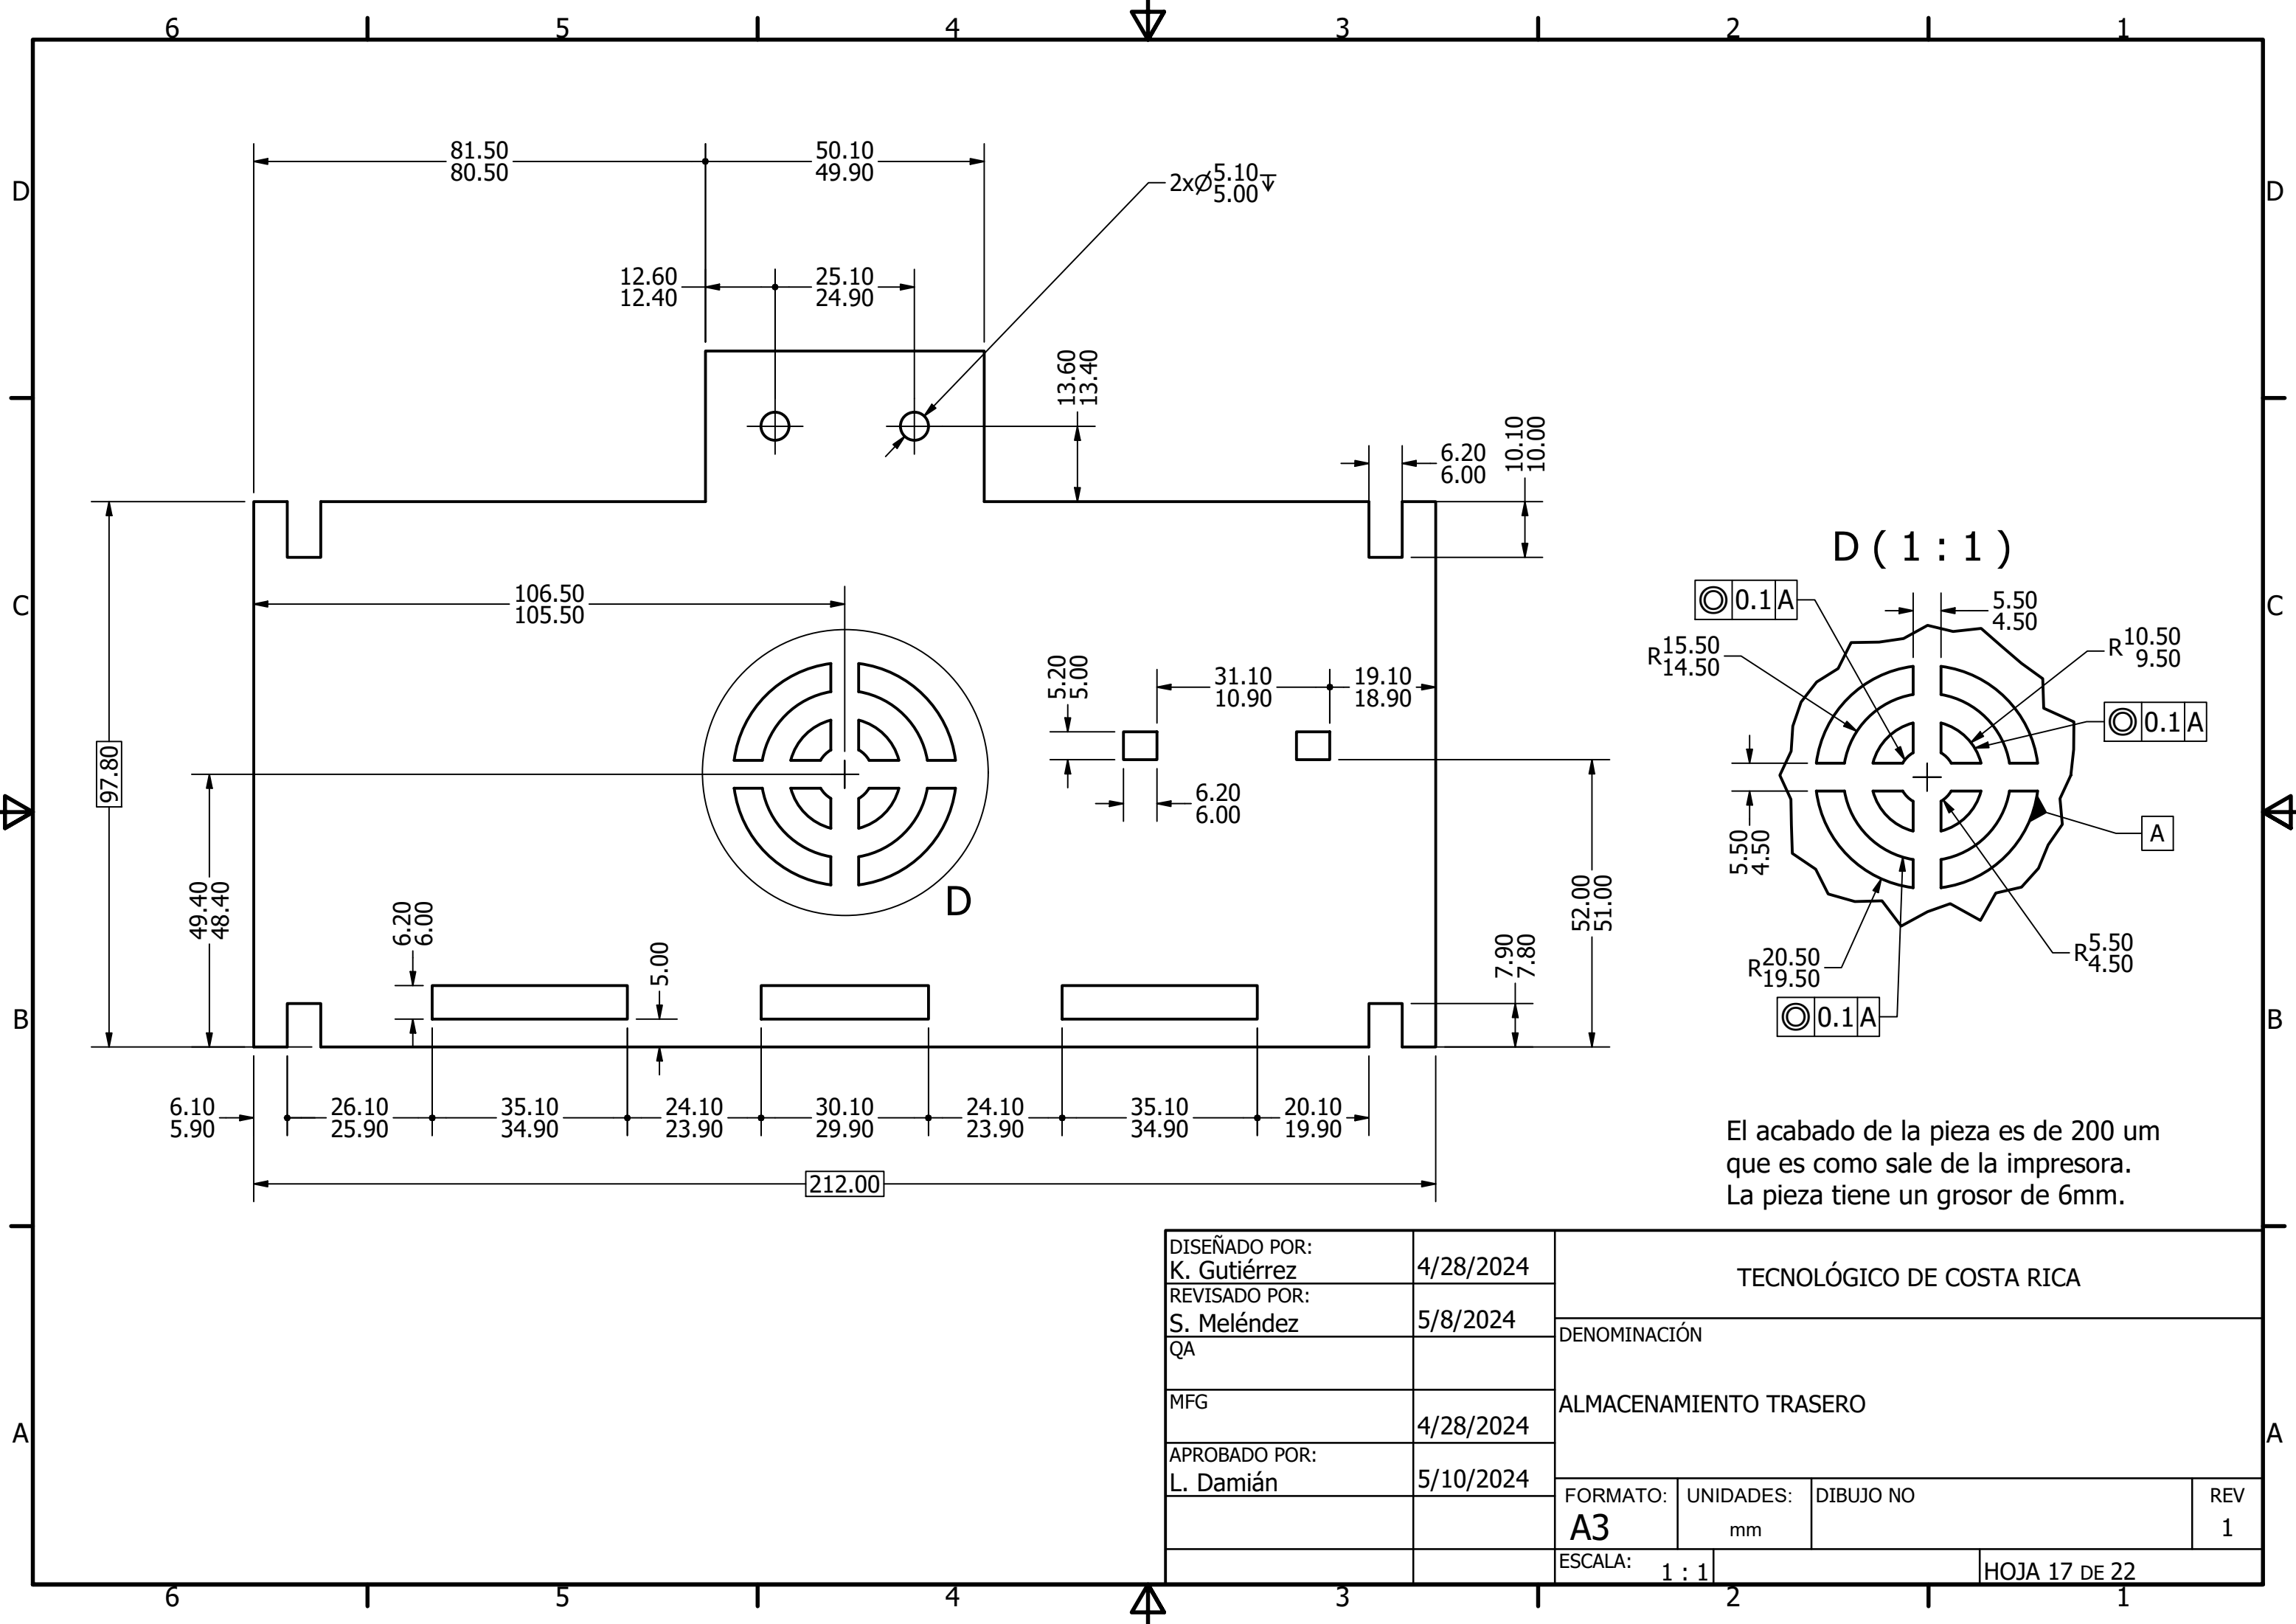 6 5 4 3 2 1
D D
C C
B B
A A
81.50
80.50
50.10
49.90
2x⌀5.10↧
5.00
12.60
12.40
25.10
24.90
13.60
13.40
6.20
6.00
10.10
10.00
97.80
106.50
105.50
5.20
5.00
31.10
10.90
19.10
18.90
6.20
6.00
49.40
48.40
D
52.00
51.00
6.20
6.00
5.00
7.90
7.80
6.10
5.90
26.10
25.90
35.10
34.90
24.10
23.90
30.10
29.90
24.10
23.90
35.10
34.90
20.10
19.90
212.00
D ( 1 : 1 )
◎ 0.1 A
5.50
4.50
R15.50
14.50
R10.50
9.50
◎ 0.1 A
5.50
4.50
A
R20.50
19.50
R5.50
4.50
◎ 0.1 A
El acabado de la pieza es de 200 um
que es como sale de la impresora.
La pieza tiene un grosor de 6mm.
DISEÑADO POR:
K. Gutiérrez 4/28/2024
REVISADO POR:
S. Meléndez 5/8/2024
QA
MFG
4/28/2024
APROBADO POR:
L. Damián 5/10/2024
TECNOLÓGICO DE COSTA RICA
DENOMINACIÓN
ALMACENAMIENTO TRASERO
FORMATO: UNIDADES: DIBUJO NO REV
A3 mm 1
ESCALA: 1 : 1 HOJA 17 DE 22
6 5 4 3 2 1